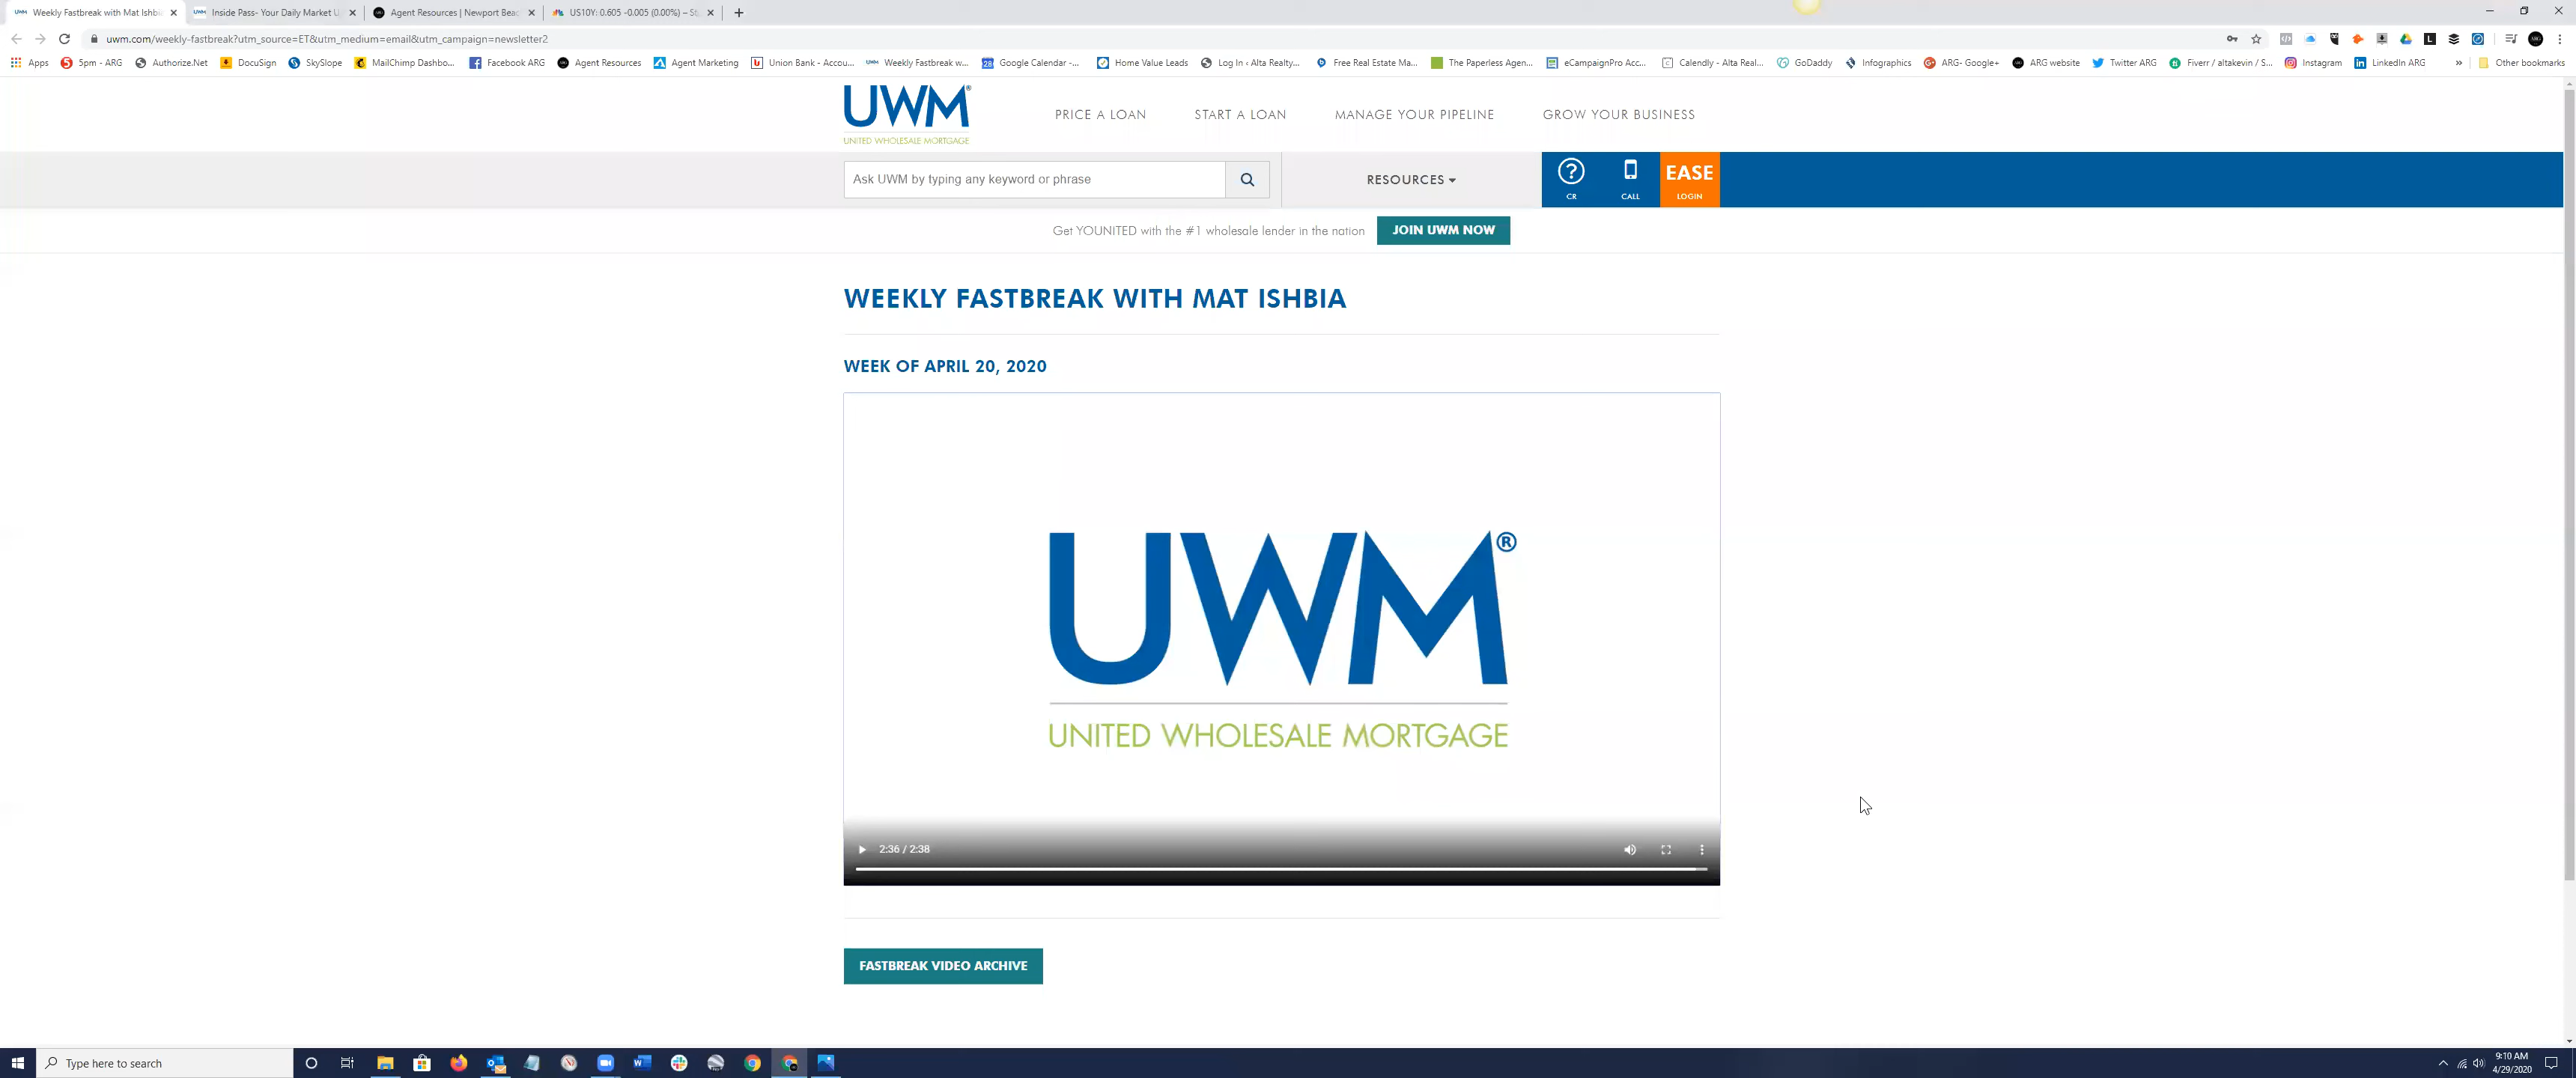 Weekly Fastbreak with Mat Ishbi
Inside Pass- Your Daily Market U
Agent Resources | Newport Beac
US10Y: 0.605 -0.005 (0.00%) – St
uwm.com/weekly-fastbreak?utm_source=ET&utm_medium=email&utm_campaign=newsletter2
Apps
5pm - ARG
Authorize.Net
DocuSign
SkySlope
MailChimp Dashbo...
Facebook ARG
Agent Resources
Agent Marketing
Union Bank - Accou...
Weekly Fastbreak w...
Google Calendar -...
Home Value Leads
Log In ‹ Alta Realty...
Free Real Estate Ma...
The Paperless Agen...
eCampaignPro Acc...
Calendly - Alta Real...
GoDaddy
Infographics
ARG- Google+
ARG website
Twitter ARG
Fiverr / altakevin / S...
Instagram
LinkedIn ARG
»
Other bookmarks
UWM®
UNITED WHOLESALE MORTGAGE
PRICE A LOAN
START A LOAN
MANAGE YOUR PIPELINE
GROW YOUR BUSINESS
Ask UWM by typing any keyword or phrase
RESOURCES
?
CR
CALL
EASE
LOGIN
Get YOUNITED with the #1 wholesale lender in the nation
JOIN UWM NOW
WEEKLY FASTBREAK WITH MAT ISHBIA
WEEK OF APRIL 20, 2020
UWM®
UNITED WHOLESALE MORTGAGE
2:36 / 2:38
FASTBREAK VIDEO ARCHIVE
Type here to search
9:10 AM
4/29/2020